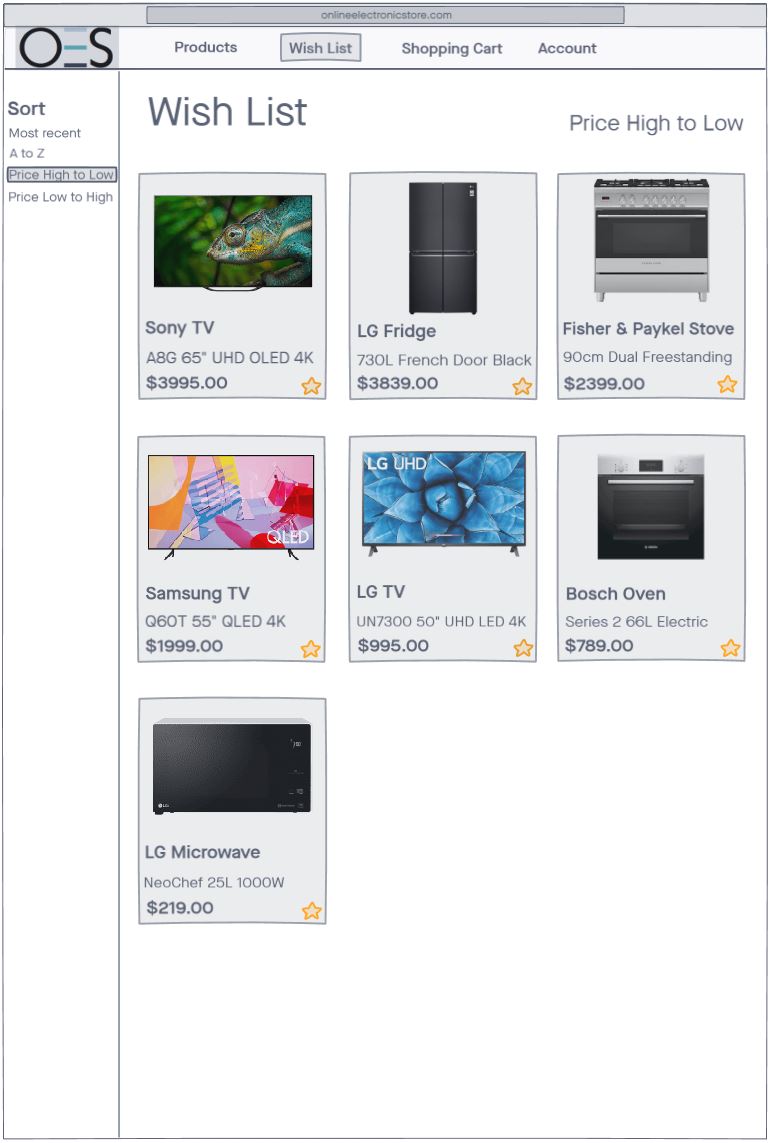 onlineelectronicstore.com
OES
Products Wish List Shopping Cart Account
Sort
Most recent
A to Z
Price High to Low
Price Low to High
Wish List
Price High to Low
Sony TV
A8G 65" UHD OLED 4K
$3995.00
LG Fridge
730L French Door Black
$3839.00
Fisher & Paykel Stove
90cm Dual Freestanding
$2399.00
QLED
Samsung TV
Q60T 55" QLED 4K
$1999.00
LG UHD
LG TV
UN7300 50" UHD LED 4K
$995.00
Bosch Oven
Series 2 66L Electric
$789.00
LG
LG Microwave
NeoChef 25L 1000W
$219.00